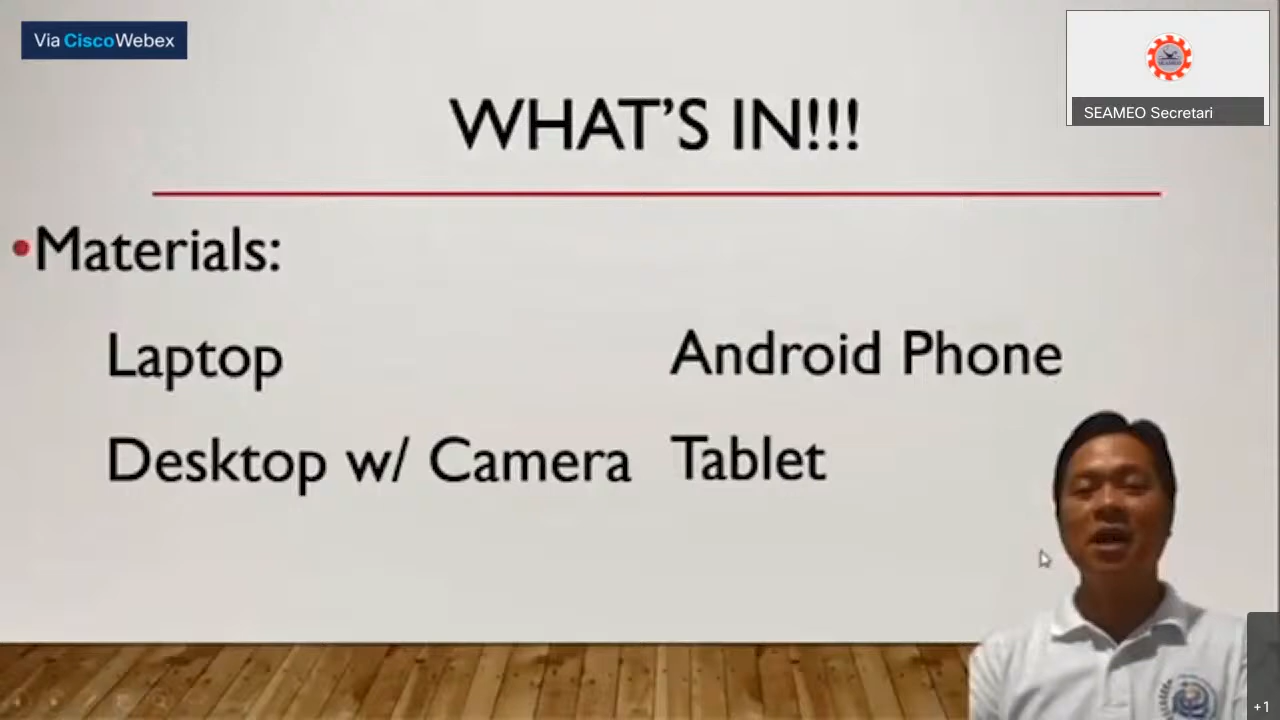 Via CiscoWebex
SEAMEO Secretari
WHAT'S IN!!!
•Materials:
Laptop
Android Phone
Desktop w/ Camera
Tablet
+1